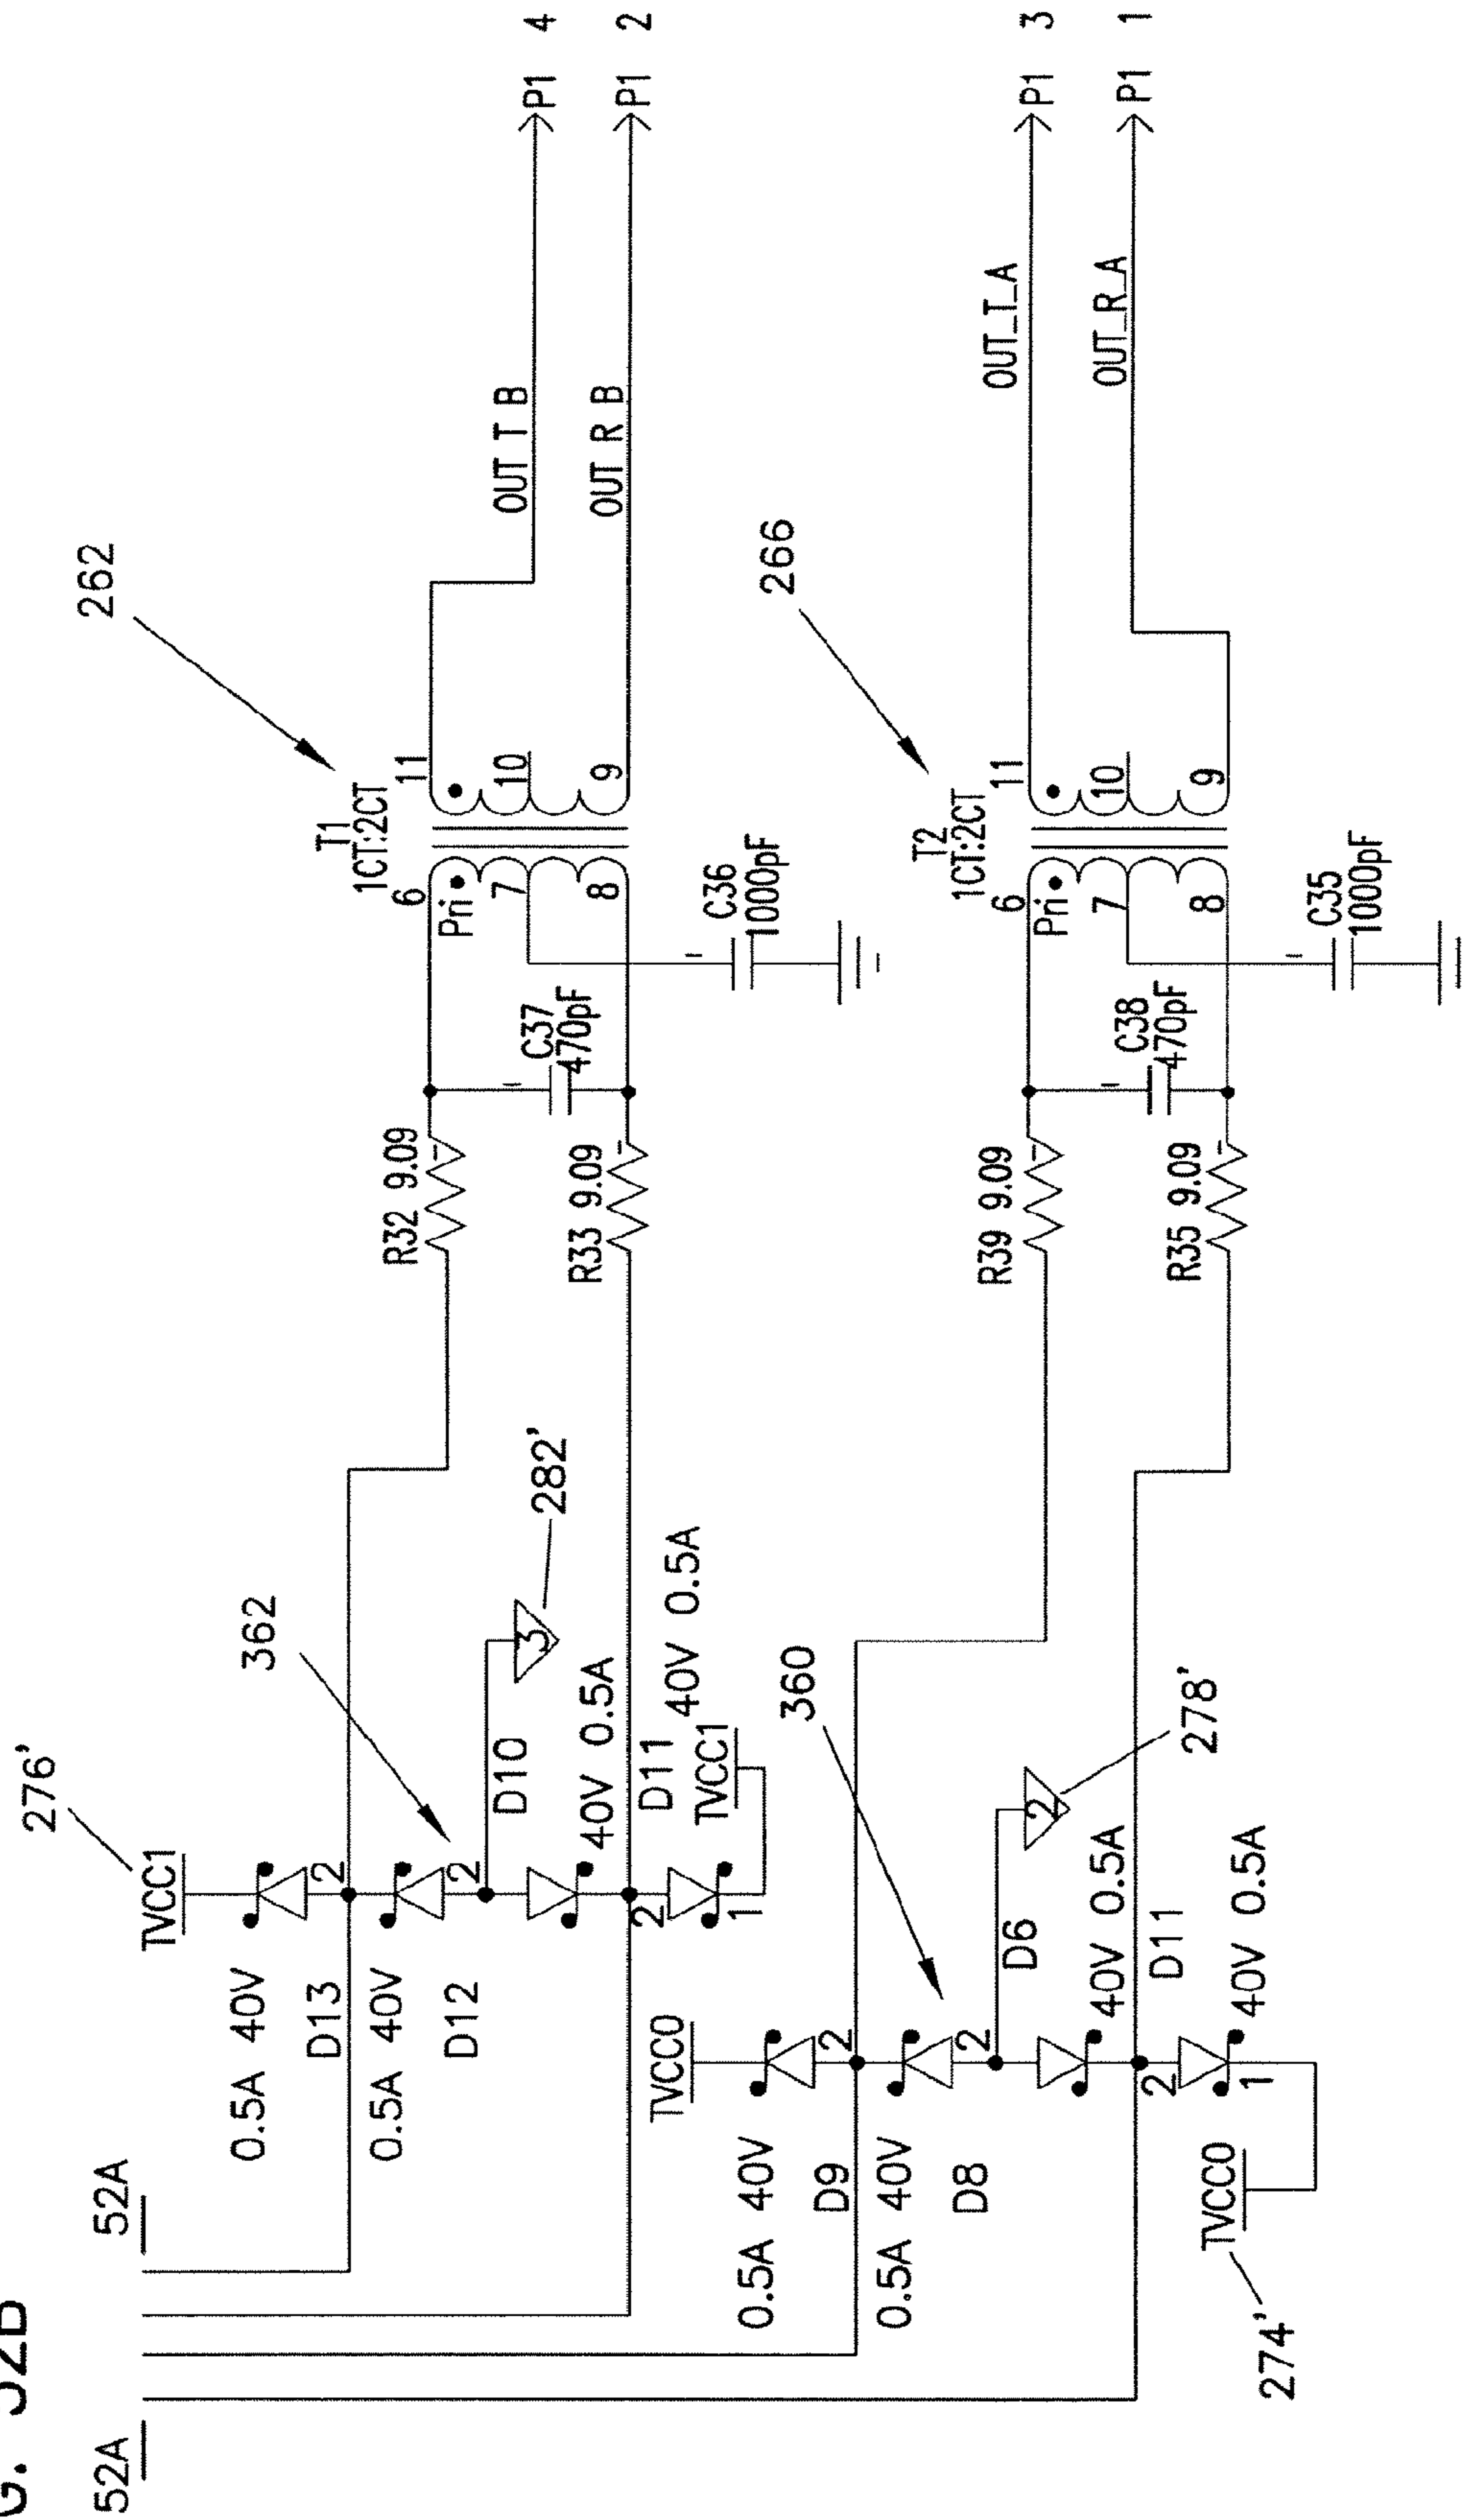 52B
52A
52A
276'
TVCC1
0.5A 40V
D13
2
0.5A 40V
D12
2
362
D10
3
282'
40V 0.5A
D11
40V 0.5A
2
1
TVCC1
R32 9.09
R33 9.09
C37
470pF
C36
1000pF
262
T1
1CT:2CT
6
Pri
7
8
11
10
9
OUT T B
OUT R B
P1 4
P1 2
TVCC0
0.5A 40V
D9
2
0.5A 40V
D8
2
360
D6
2
278'
40V 0.5A
D11
40V 0.5A
2
1
TVCC0
274'
R39 9.09
R35 9.09
C38
470pF
C35
1000pF
266
T2
1CT:2CT
6
Pri
7
8
11
10
9
OUT_T_A
OUT_R_A
P1 3
P1 1